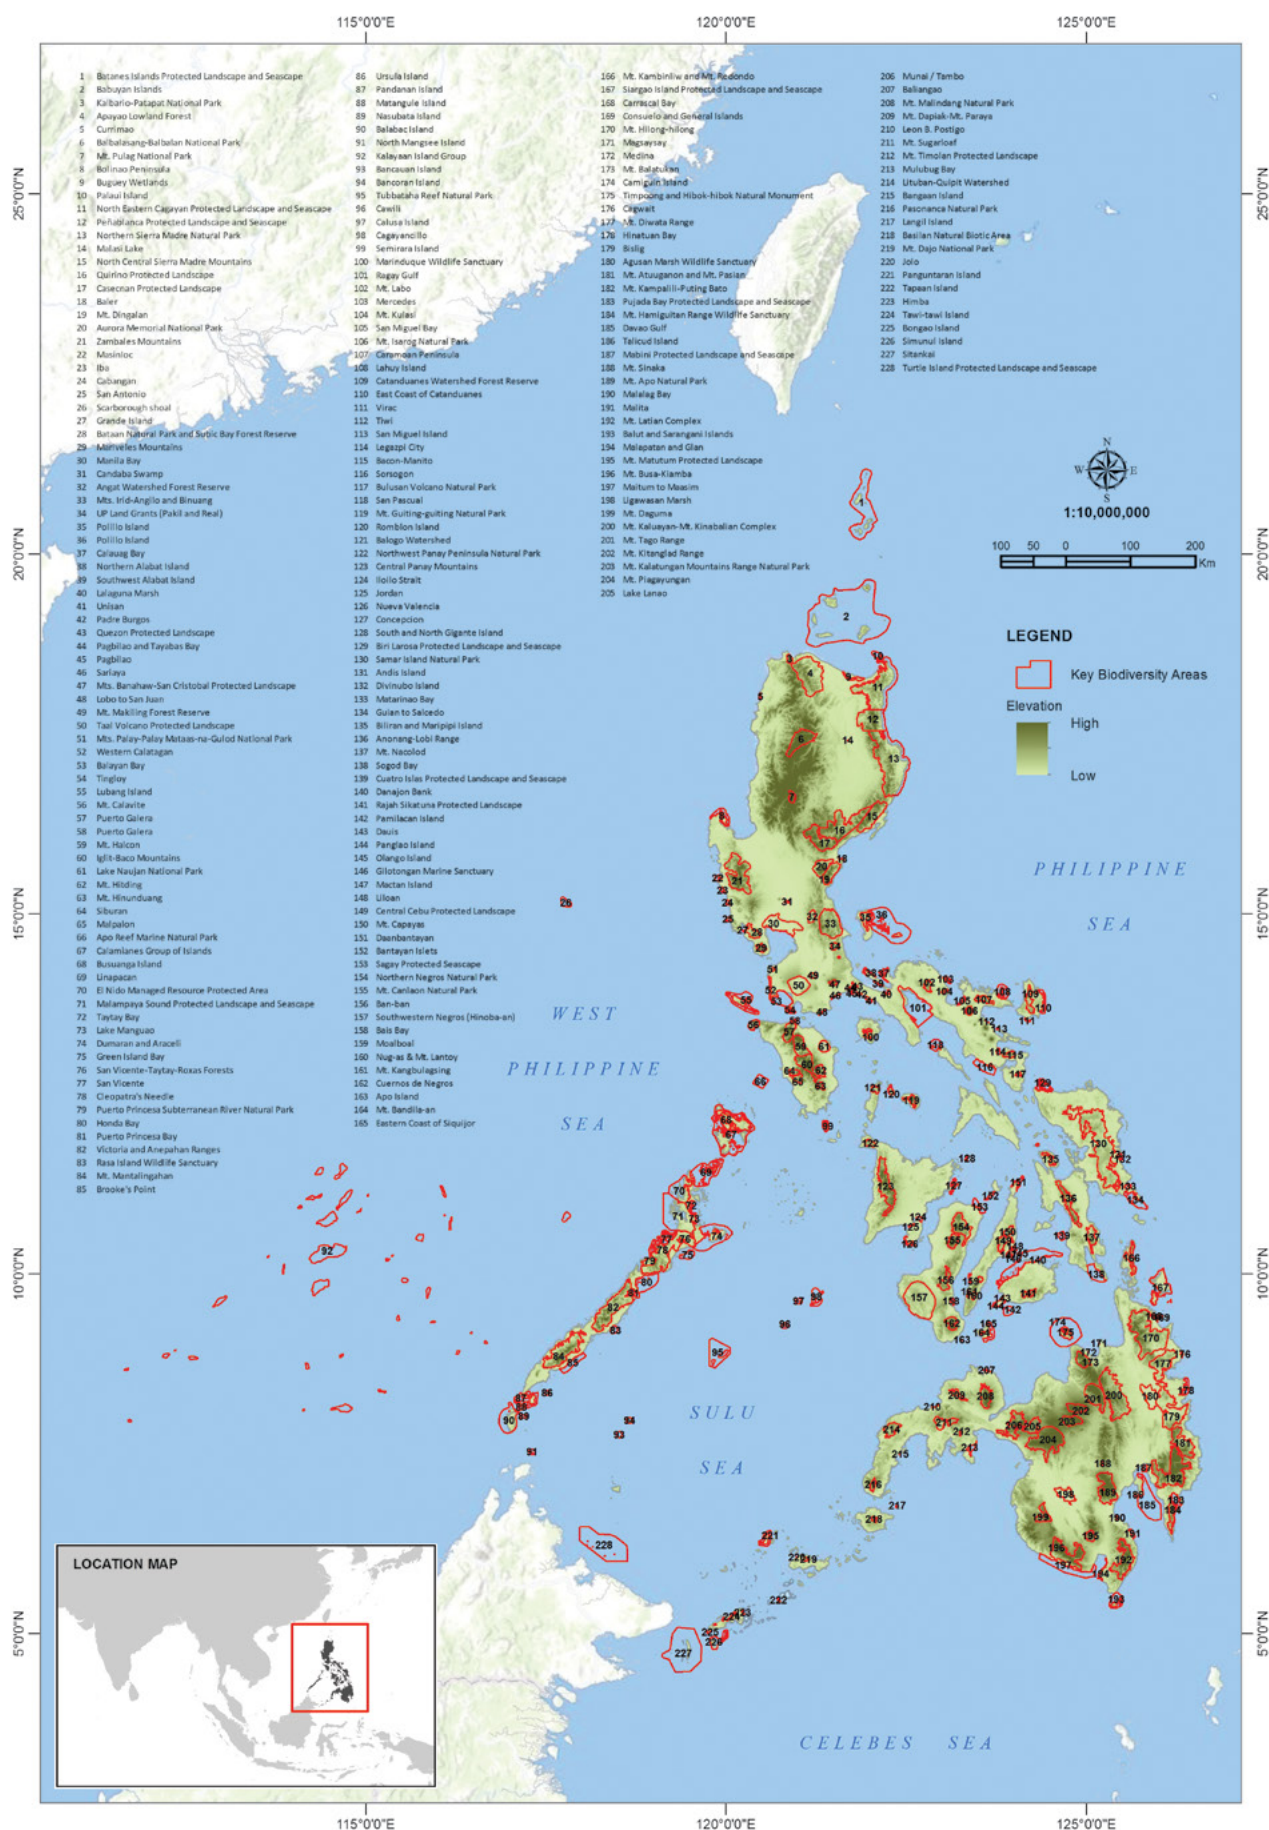 115°0'0"E 120°0'0"E 125°0'0"E
1 Batanes Islands Protected Landscape and Seascape
2 Babuyan Islands
3 Kalbario-Patapat National Park
4 Apayao Lowland Forest
5 Currimao
6 Balbalasang-Balbalan National Park
7 Mt. Pulag National Park
8 Bolinao Peninsula
9 Buguey Wetlands
10 Palaui Island
11 North Eastern Cagayan Protected Landscape and Seascape
12 Peñablanca Protected Landscape and Seascape
13 Northern Sierra Madre Natural Park
14 Malasi Lake
15 North Central Sierra Madre Mountains
16 Quirino Protected Landscape
17 Casecnan Protected Landscape
18 Baler
19 Mt. Dingalan
20 Aurora Memorial National Park
21 Zambales Mountains
22 Masinloc
23 Iba
24 Cabangan
25 San Antonio
26 Scarborough shoal
27 Grande Island
28 Bataan Natural Park and Subic Bay Forest Reserve
29 Mariveles Mountains
30 Manila Bay
31 Candaba Swamp
32 Angat Watershed Forest Reserve
33 Mts. Irid-Angilo and Binuang
34 UP Land Grants (Pakil and Real)
35 Polillo Island
36 Polillo Island
37 Calauag Bay
38 Northern Alabat Island
39 Southwest Alabat Island
40 Lalaguna Marsh
41 Unisan
42 Padre Burgos
43 Quezon Protected Landscape
44 Pagbilao and Tayabas Bay
45 Pagbilao
46 Sariaya
47 Mts. Banahaw-San Cristobal Protected Landscape
48 Lobo to San Juan
49 Mt. Makiling Forest Reserve
50 Taal Volcano Protected Landscape
51 Mts. Palay-Palay Mataas-na-Gulod National Park
52 Western Calatagan
53 Balayan Bay
54 Tingloy
55 Lubang Island
56 Mt. Calavite
57 Puerto Galera
58 Puerto Galera
59 Mt. Halcon
60 Iglit-Baco Mountains
61 Lake Naujan National Park
62 Mt. Hitding
63 Mt. Hinunduang
64 Siburan
65 Malpalon
66 Apo Reef Marine Natural Park
67 Calamianes Group of Islands
68 Busuanga Island
69 Linapacan
70 El Nido Managed Resource Protected Area
71 Malampaya Sound Protected Landscape and Seascape
72 Taytay Bay
73 Lake Manguao
74 Dumaran and Araceli
75 Green Island Bay
76 San Vicente-Taytay-Roxas Forests
77 San Vicente
78 Cleopatra's Needle
79 Puerto Princesa Subterranean River Natural Park
80 Honda Bay
81 Puerto Princesa Bay
82 Victoria and Anepahan Ranges
83 Rasa Island Wildlife Sanctuary
84 Mt. Mantalingahan
85 Brooke's Point
86 Ursula Island
87 Pandanan Island
88 Matangule Island
89 Nasubata Island
90 Balabac Island
91 North Mangsee Island
92 Kalayaan Island Group
93 Bancauan Island
94 Bancoran Island
95 Tubbataha Reef Natural Park
96 Cawili
97 Calusa Island
98 Cagayancillo
99 Semirara Island
100 Marinduque Wildlife Sanctuary
101 Ragay Gulf
102 Mt. Labo
103 Mercedes
104 Mt. Kulasi
105 San Miguel Bay
106 Mt. Isarog Natural Park
107 Caramoan Peninsula
108 Lahuy Island
109 Catanduanes Watershed Forest Reserve
110 East Coast of Catanduanes
111 Virac
112 Tiwi
113 San Miguel Island
114 Legazpi City
115 Bacon-Manito
116 Sorsogon
117 Bulusan Volcano Natural Park
118 San Pascual
119 Mt. Guiting-guiting Natural Park
120 Romblon Island
121 Balogo Watershed
122 Northwest Panay Peninsula Natural Park
123 Central Panay Mountains
124 Iloilo Strait
125 Jordan
126 Nueva Valencia
127 Concepcion
128 South and North Gigante Island
129 Biri Larosa Protected Landscape and Seascape
130 Samar Island Natural Park
131 Andis Island
132 Divinubo Island
133 Matarinao Bay
134 Guian to Salcedo
135 Biliran and Maripipi Island
136 Anonang-Lobi Range
137 Mt. Nacolod
138 Sogod Bay
139 Cuatro Islas Protected Landscape and Seascape
140 Danajon Bank
141 Rajah Sikatuna Protected Landscape
142 Pamilacan Island
143 Dauis
144 Panglao Island
145 Olango Island
146 Gilotongan Marine Sanctuary
147 Mactan Island
148 Liloan
149 Central Cebu Protected Landscape
150 Mt. Capayas
151 Daanbantayan
152 Bantayan Islets
153 Sagay Protected Seascape
154 Northern Negros Natural Park
155 Mt. Canlaon Natural Park
156 Ban-ban
157 Southwestern Negros (Hinoba-an)
158 Bais Bay
159 Moalboal
160 Nug-as & Mt. Lantoy
161 Mt. Kangbulagsing
162 Cuernos de Negros
163 Apo Island
164 Mt. Bandila-an
165 Eastern Coast of Siquijor
166 Mt. Kambinliw and Mt. Redondo
167 Siargao Island Protected Landscape and Seascape
168 Carrascal Bay
169 Consuelo and General Islands
170 Mt. Hilong-hilong
171 Magsaysay
172 Medina
173 Mt. Balatukan
174 Camiguin Island
175 Timpoong and Hibok-hibok Natural Monument
176 Cagwait
177 Mt. Diwata Range
178 Hinatuan Bay
179 Bislig
180 Agusan Marsh Wildlife Sanctuary
181 Mt. Atuuganon and Mt. Pasian
182 Mt. Kampalili-Puting Bato
183 Pujada Bay Protected Landscape and Seascape
184 Mt. Hamiguitan Range Wildlife Sanctuary
185 Davao Gulf
186 Talicud Island
187 Mabini Protected Landscape and Seascape
188 Mt. Sinaka
189 Mt. Apo Natural Park
190 Malalag Bay
191 Malita
192 Mt. Latian Complex
193 Balut and Sarangani Islands
194 Malapatan and Glan
195 Mt. Matutum Protected Landscape
196 Mt. Busa-Kiamba
197 Maitum to Maasim
198 Ligawasan Marsh
199 Mt. Daguma
200 Mt. Kaluayan-Mt. Kinabalian Complex
201 Mt. Tago Range
202 Mt. Kitanglad Range
203 Mt. Kalatungan Mountains Range Natural Park
204 Mt. Piagayungan
205 Lake Lanao
206 Munai / Tambo
207 Baliangao
208 Mt. Malindang Natural Park
209 Mt. Dapiak-Mt. Paraya
210 Leon B. Postigo
211 Mt. Sugarloaf
212 Mt. Timolan Protected Landscape
213 Mulubug Bay
214 Lituban-Quipit Watershed
215 Bangaan Island
216 Pasonanca Natural Park
217 Langil Island
218 Basilan Natural Biotic Area
219 Mt. Dajo National Park
220 Jolo
221 Panguntaran Island
222 Tapaan Island
223 Himba
224 Tawi-tawi Island
225 Bongao Island
226 Simunul Island
227 Sitankai
228 Turtle Island Protected Landscape and Seascape
N
W E
S
1:10,000,000
100 50 0 100 200
Km
LEGEND
Key Biodiversity Areas
Elevation
High
Low
PHILIPPINE
SEA
WEST
PHILIPPINE
SEA
SULU
SEA
CELEBES SEA
LOCATION MAP
25°0'0"N
20°0'0"N
15°0'0"N
10°0'0"N
5°0'0"N
25°0'0"N
20°0'0"N
15°0'0"N
10°0'0"N
5°0'0"N
115°0'0"E 120°0'0"E 125°0'0"E